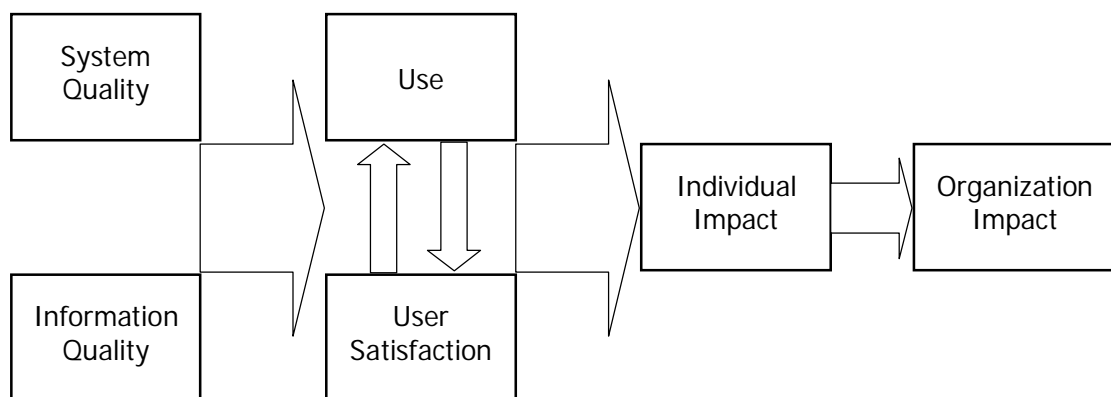 System
Quality
Use
Individual
Impact
Organization
Impact
Information
Quality
User
Satisfaction